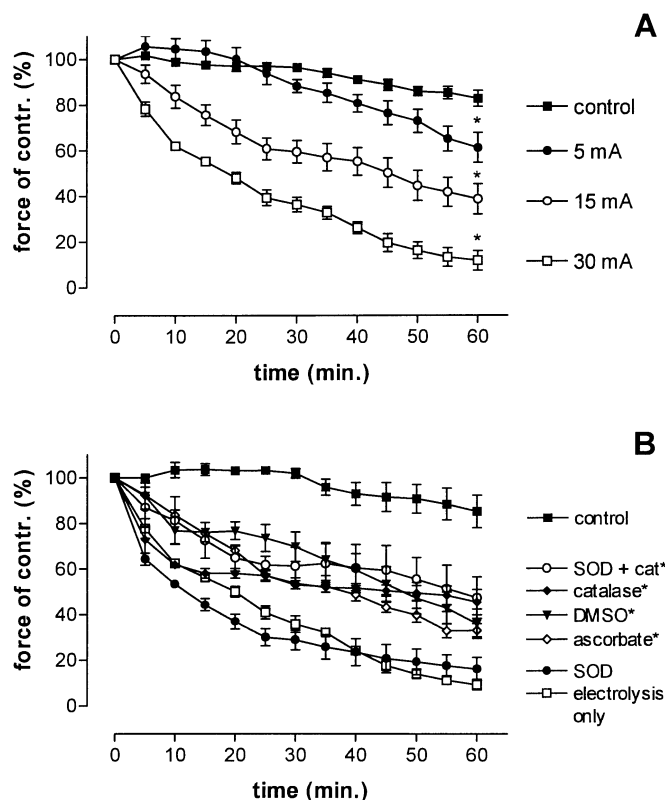 A
force of contr. (%)
100
80
60
40
20
0
*
*
*
control
5 mA
15 mA
30 mA
0 10 20 30 40 50 60
time (min.)
B
force of contr. (%)
100
80
60
40
20
0
control
SOD + cat*
catalase*
DMSO*
ascorbate*
SOD
electrolysis
only
0 10 20 30 40 50 60
time (min.)